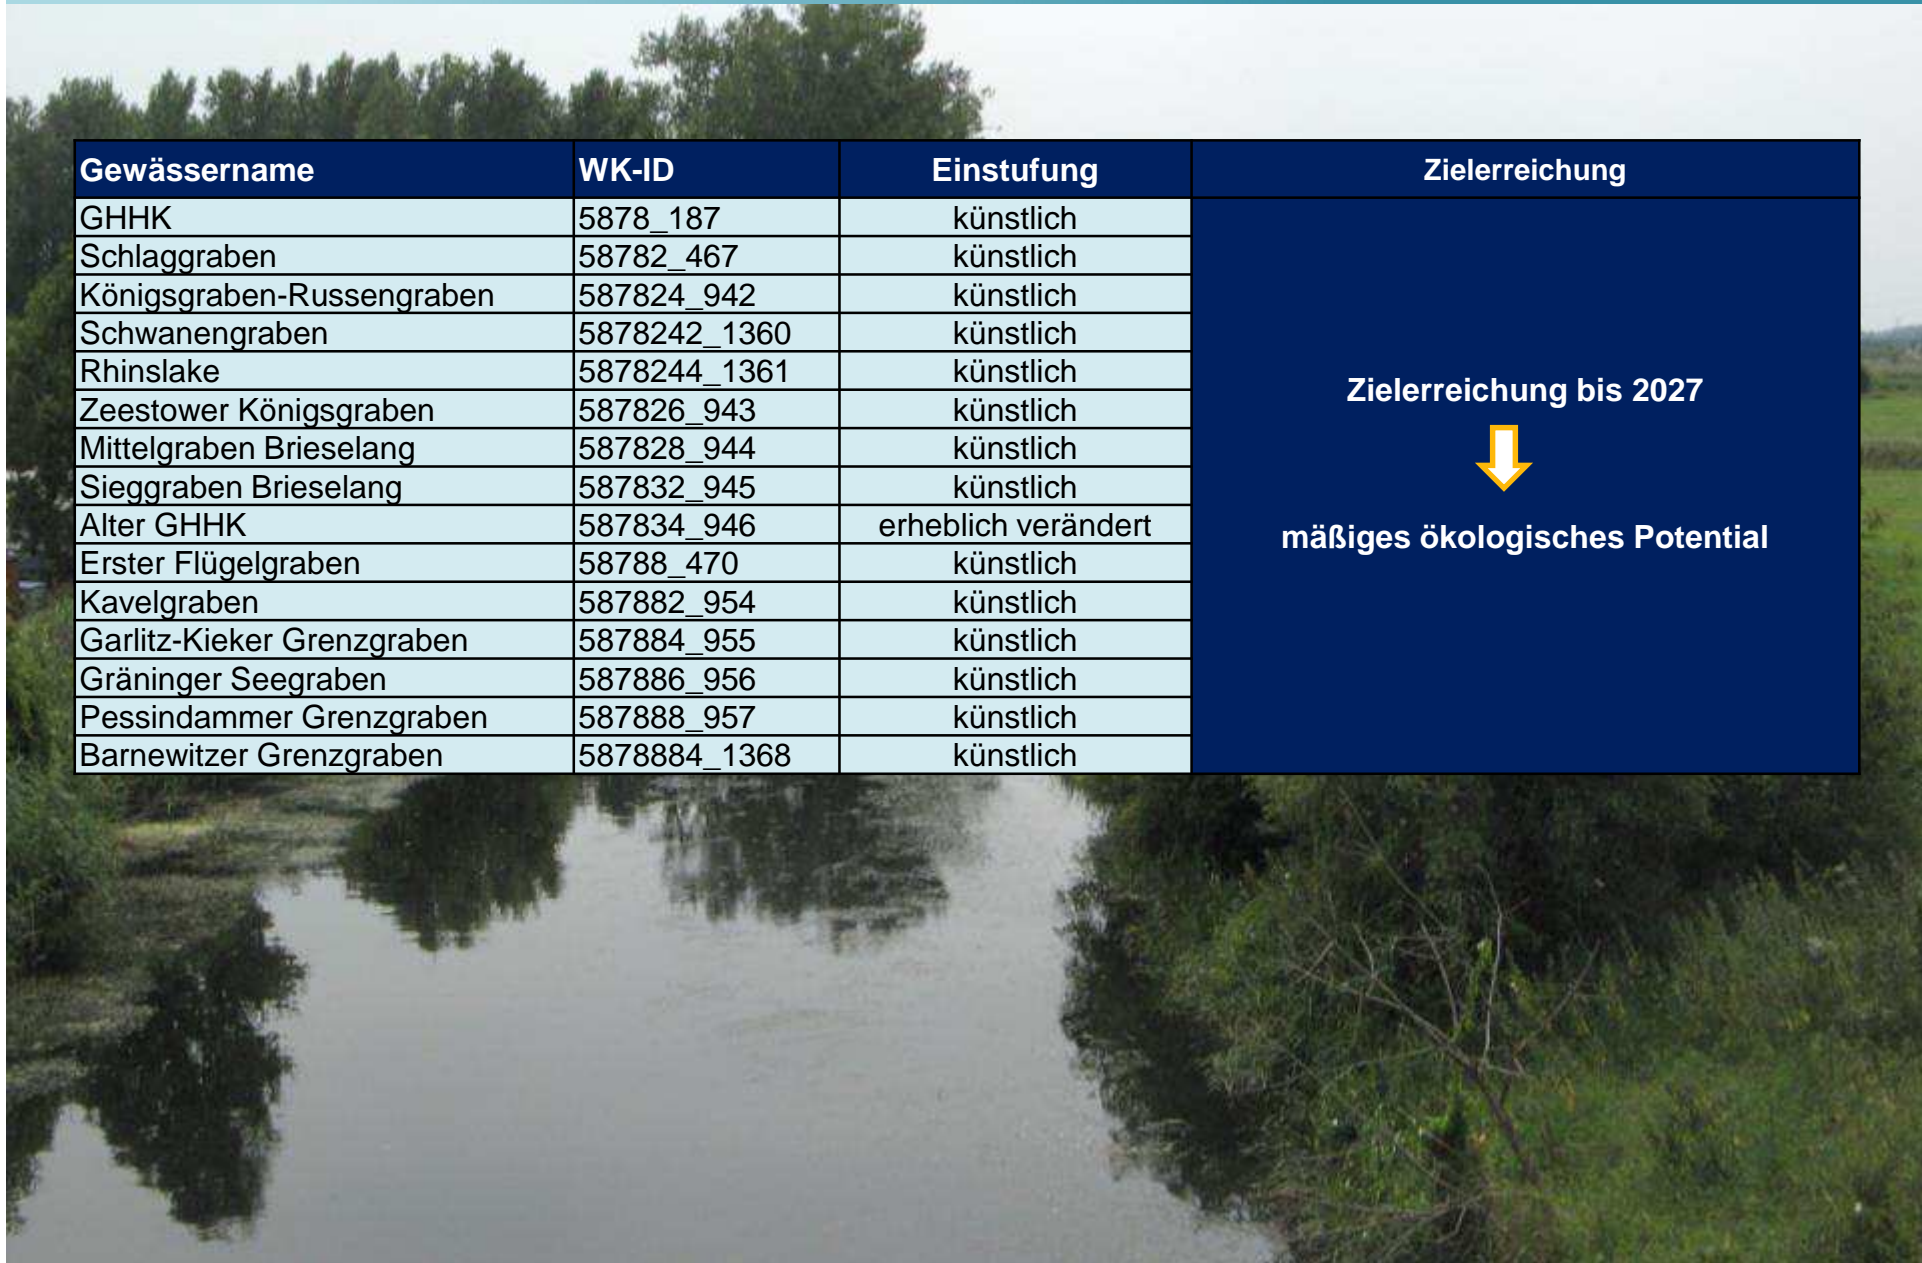 Gewässername WK-ID Einstufung Zielerreichung
GHHK 5878_187 künstlich
Schlaggraben 58782_467 künstlich
Königsgraben-Russengraben 587824_942 künstlich
Schwanengraben 5878242_1360 künstlich
Rhinslake 5878244_1361 künstlich
Zeestower Königsgraben 587826_943 künstlich
Mittelgraben Brieselang 587828_944 künstlich
Sieggraben Brieselang 587832_945 künstlich
Alter GHHK 587834_946 erheblich verändert
Erster Flügelgraben 58788_470 künstlich
Kavelgraben 587882_954 künstlich
Garlitz-Kieker Grenzgraben 587884_955 künstlich
Gräninger Seegraben 587886_956 künstlich
Pessindammer Grenzgraben 587888_957 künstlich
Barnewitzer Grenzgraben 5878884_1368 künstlich
Zielerreichung bis 2027
mäßiges ökologisches Potential